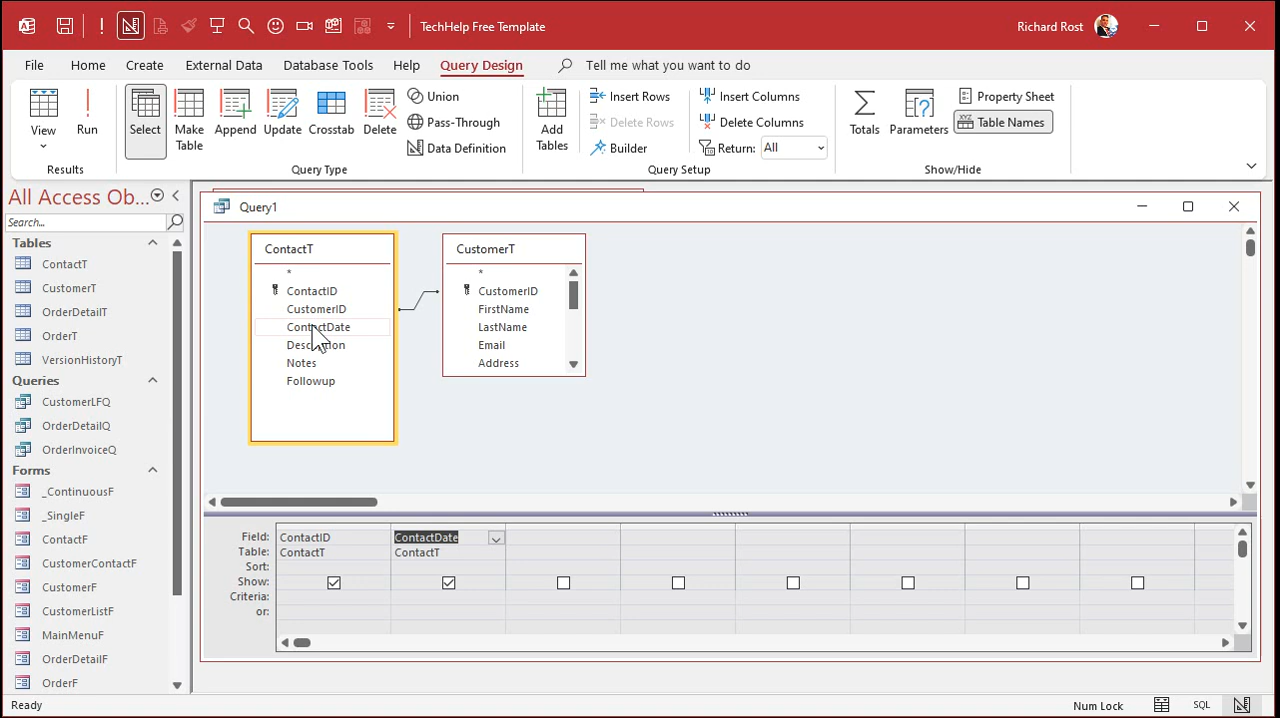 TechHelp Free Template
Richard Rost
File Home Create External Data Database Tools Help Query Design Tell me what you want to do
View
Run
Results
Select
Make
Table
Append
Update
Crosstab
Delete
Union
Pass-Through
Data Definition
Query Type
Add
Tables
Insert Rows
Delete Rows
Builder
Insert Columns
Delete Columns
Return: All
Query Setup
Totals
Parameters
Property Sheet
XYZ
Table Names
Show/Hide
All Access Ob...
Search...
Tables
ContactT
CustomerT
OrderDetailT
OrderT
VersionHistoryT
Queries
CustomerLFQ
OrderDetailQ
OrderInvoiceQ
Forms
_ContinuousF
_SingleF
ContactF
CustomerContactF
CustomerF
CustomerListF
MainMenuF
OrderDetailF
OrderF
Query1
ContactT
*
ContactID
CustomerID
ContactDate
Description
Notes
Followup
CustomerT
*
CustomerID
FirstName
LastName
Email
Address
Field: ContactID ContactDate
Table: ContactT ContactT
Sort:
Show:
Criteria:
or:
Ready
Num Lock
SQL